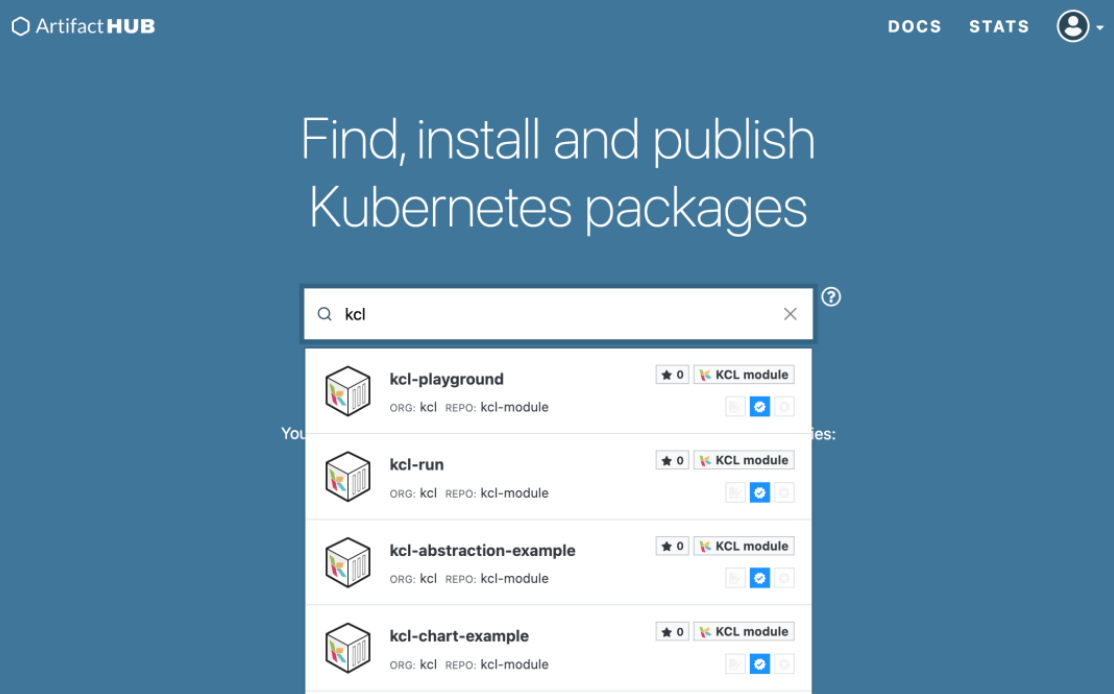 ArtifactHUB DOCS STATS
Find, install and publish
Kubernetes packages
kcl
kcl-playground ★ 0 KCL module
ORG: kcl REPO: kcl-module
You ies:
kcl-run ★ 0 KCL module
ORG: kcl REPO: kcl-module
kcl-abstraction-example ★ 0 KCL module
ORG: kcl REPO: kcl-module
kcl-chart-example ★ 0 KCL module
ORG: kcl REPO: kcl-module